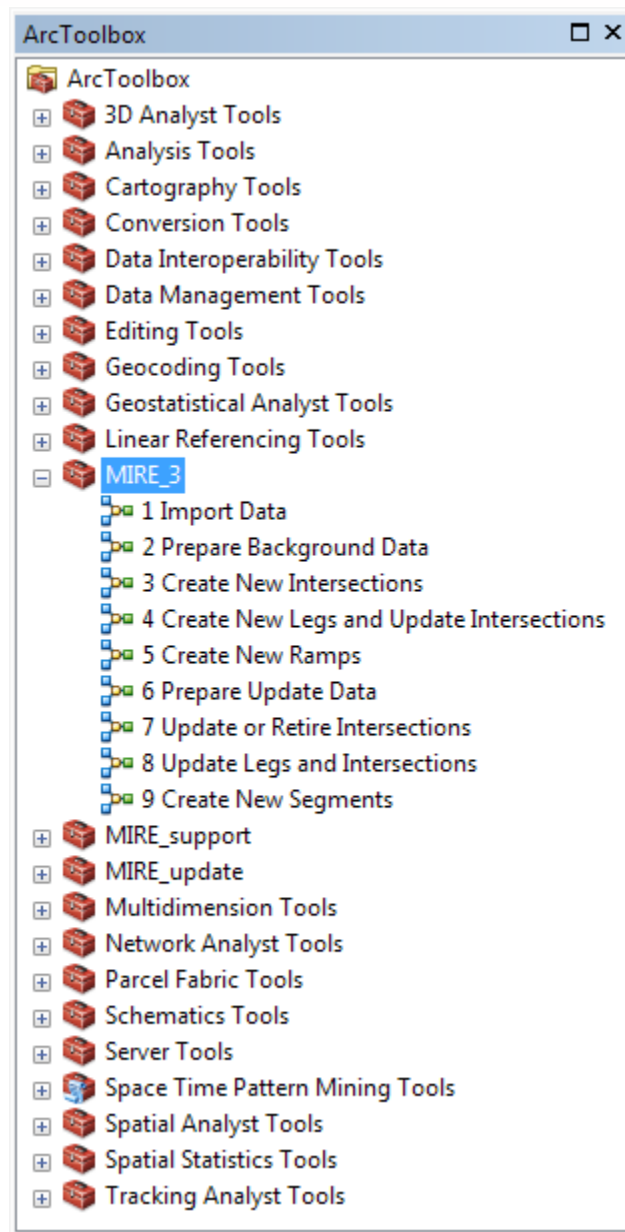 ArcToolbox
ArcToolbox
3D Analyst Tools
Analysis Tools
Cartography Tools
Conversion Tools
Data Interoperability Tools
Data Management Tools
Editing Tools
Geocoding Tools
Geostatistical Analyst Tools
Linear Referencing Tools
MIRE_3
1 Import Data
2 Prepare Background Data
3 Create New Intersections
4 Create New Legs and Update Intersections
5 Create New Ramps
6 Prepare Update Data
7 Update or Retire Intersections
8 Update Legs and Intersections
9 Create New Segments
MIRE_support
MIRE_update
Multidimension Tools
Network Analyst Tools
Parcel Fabric Tools
Schematics Tools
Server Tools
Space Time Pattern Mining Tools
Spatial Analyst Tools
Spatial Statistics Tools
Tracking Analyst Tools